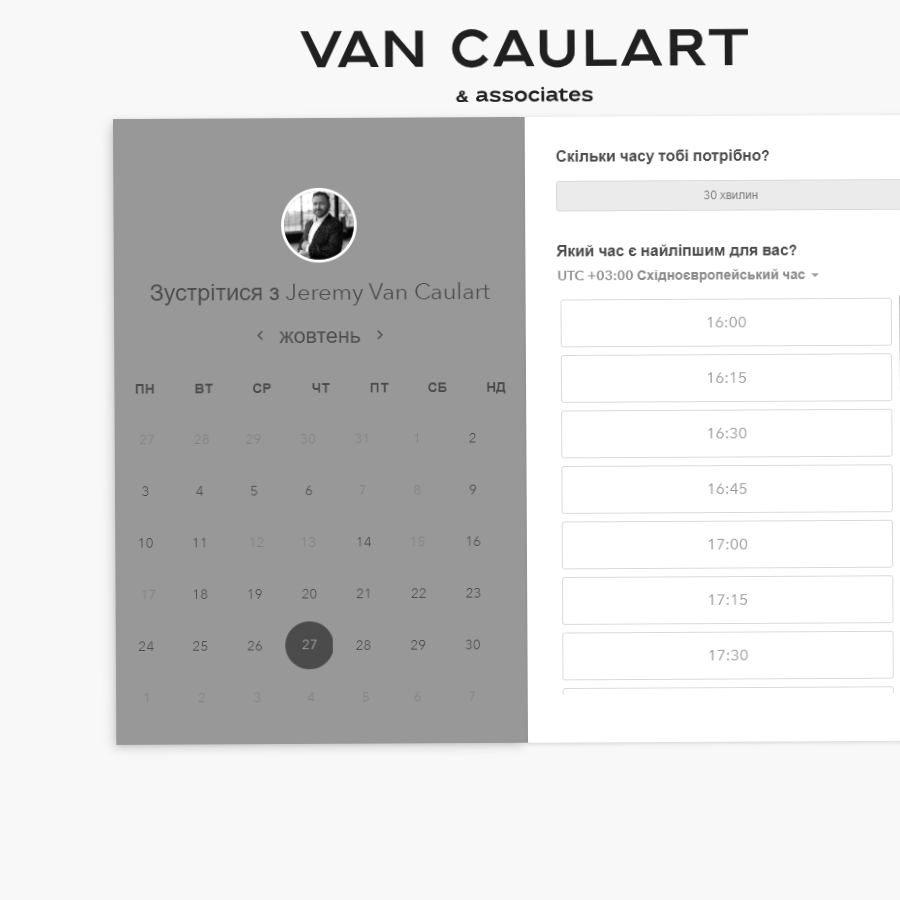 VAN CAULART
& associates
Зустрітися з Jeremy Van Caulart
жовтень
ПН ВТ СР ЧТ ПТ СБ НД
27 28 29 30 31 1 2
3 4 5 6 7 8 9
10 11 12 13 14 15 16
17 18 19 20 21 22 23
24 25 26 27 28 29 30
1 2 3 4 5 6 7
Скільки часу тобі потрібно?
30 хвилин
Який час є найліпшим для вас?
UTC +03:00 Східноєвропейський час
16:00
16:15
16:30
16:45
17:00
17:15
17:30